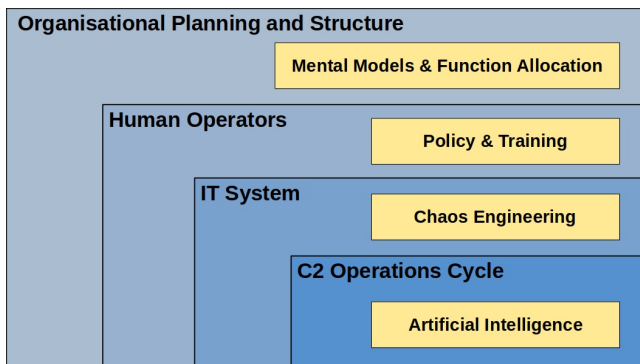 Organisational Planning and Structure
Mental Models & Function Allocation
Human Operators
Policy & Training
IT System
Chaos Engineering
C2 Operations Cycle
Artificial Intelligence